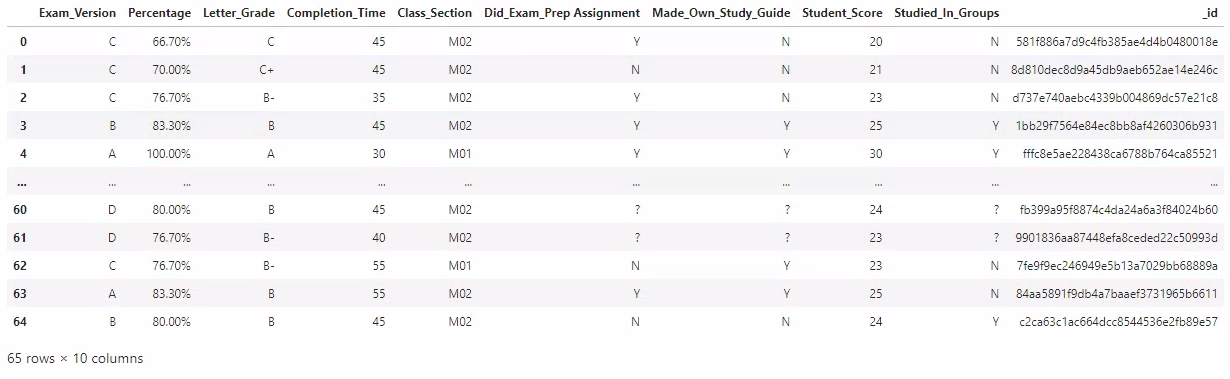 Exam_Version Percentage Letter_Grade Completion_Time Class_Section Did_Exam_Prep Assignment Made_Own_Study_Guide Student_Score Studied_In_Groups _id
0 C 66.70% C 45 M02 Y N 20 N 581f886a7d9c4fb385ae4d4b0480018e
1 C 70.00% C+ 45 M02 N N 21 N 8d810dec8d9a45db9aeb652ae14e246c
2 C 76.70% B- 35 M02 Y N 23 N d737e740aebc4339b004869dc57e21c8
3 B 83.30% B 45 M02 Y Y 25 Y 1bb29f7564e84ec8bb8af4260306b931
4 A 100.00% A 30 M01 Y Y 30 Y fffc8e5ae228438ca6788b764ca85521
... ... ... ... ... ... ... ... ... ... ...
60 D 80.00% B 45 M02 ? ? 24 ? fb399a95f8874c4da24a6a3f84024b60
61 D 76.70% B- 40 M02 ? ? 23 ? 9901836aa87448efa8ceded22c50993d
62 C 76.70% B- 55 M01 N Y 23 N 7fe9f9ec246949e5b13a7029bb68889a
63 A 83.30% B 55 M02 Y Y 25 N 84aa5891f9db4a7baaef3731965b6611
64 B 80.00% B 45 M02 N N 24 Y c2ca63c1ac664dcc8544536e2fb89e57
65 rows × 10 columns